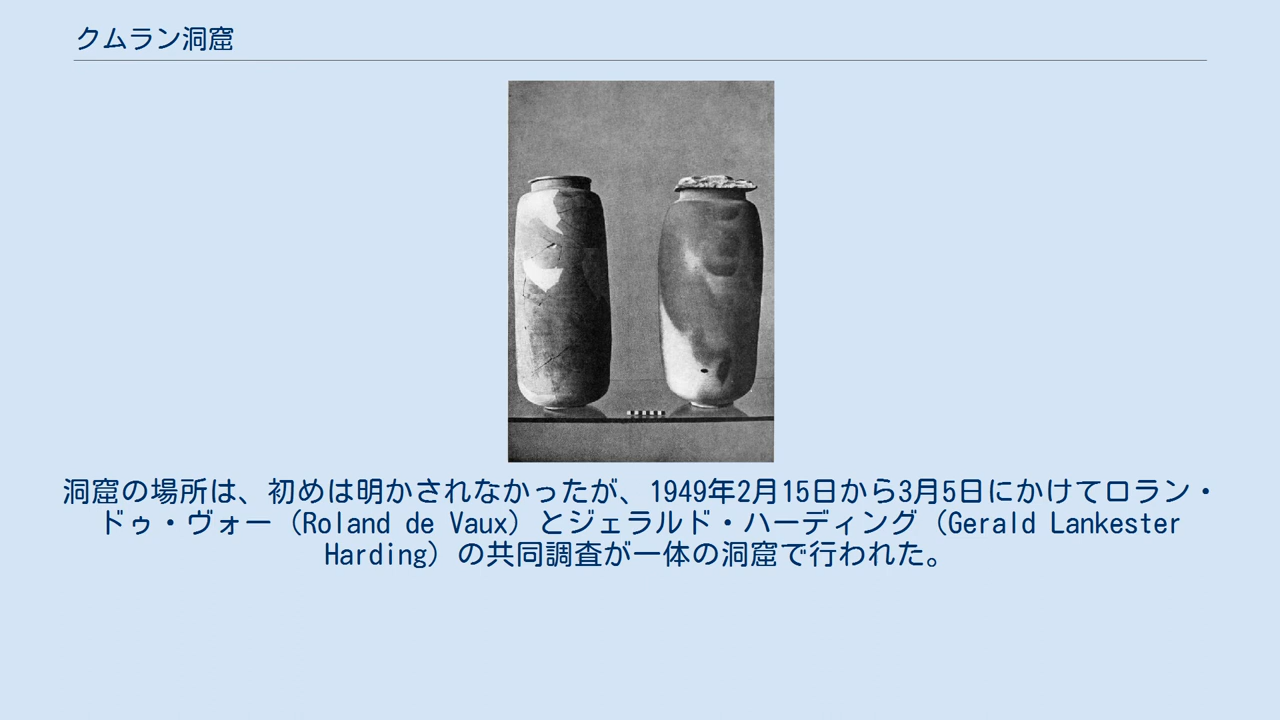 クムラン洞窟
洞窟の場所は、初めは明かされなかったが、1949年2月15日から3月5日にかけてロラン・
ドゥ・ヴォー（Roland de Vaux）とジェラルド・ハーディング（Gerald Lankester
Harding）の共同調査が一体の洞窟で行われた。